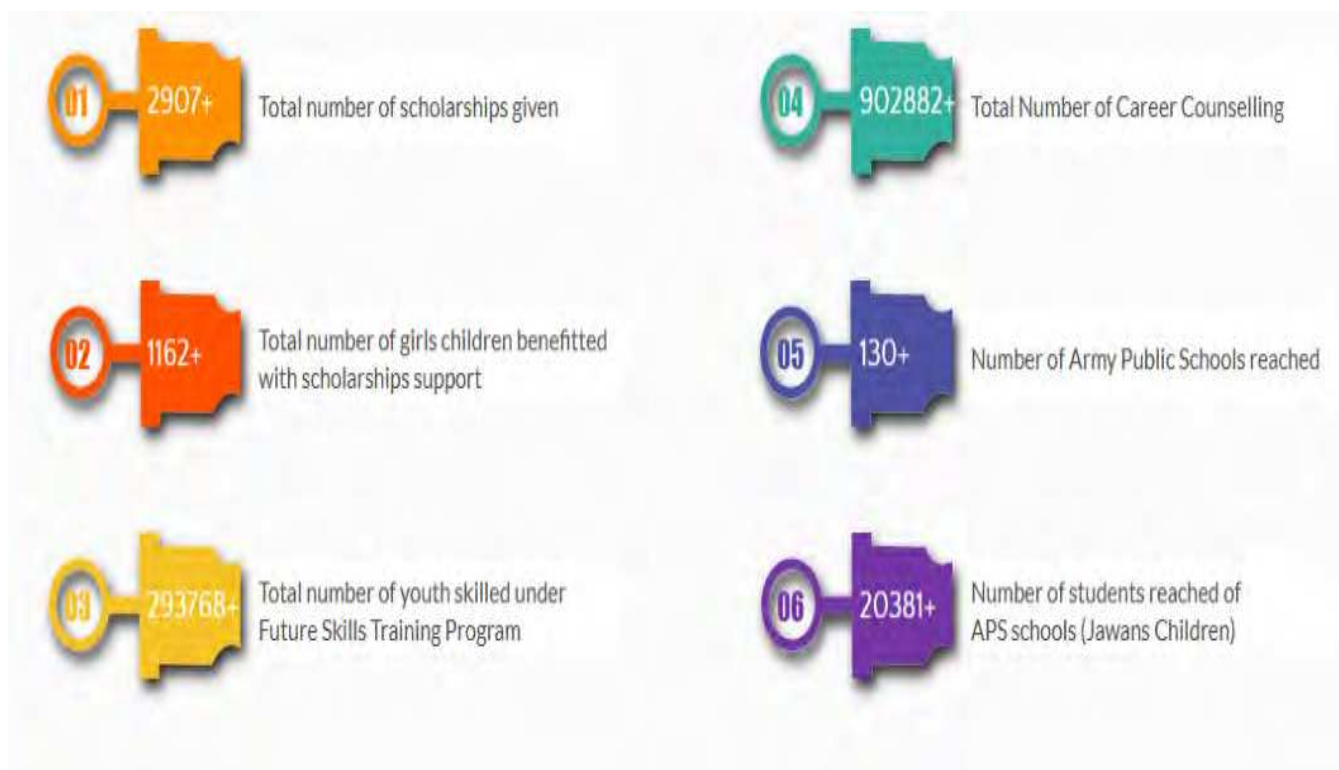 01
2907+
Total number of scholarships given
02
1162+
Total number of girls children benefitted
with scholarships support
03
293768+
Total number of youth skilled under
Future Skills Training Program
04
902882+
Total Number of Career Counselling
05
130+
Number of Army Public Schools reached
06
20381+
Number of students reached of
APS schools (Jawans Children)